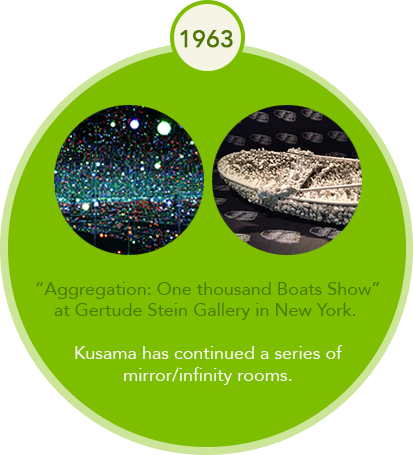 1963
“Aggregation: One thousand Boats Show”
at Gertude Stein Gallery in New York.
Kusama has continued a series of
mirror/infinity rooms.